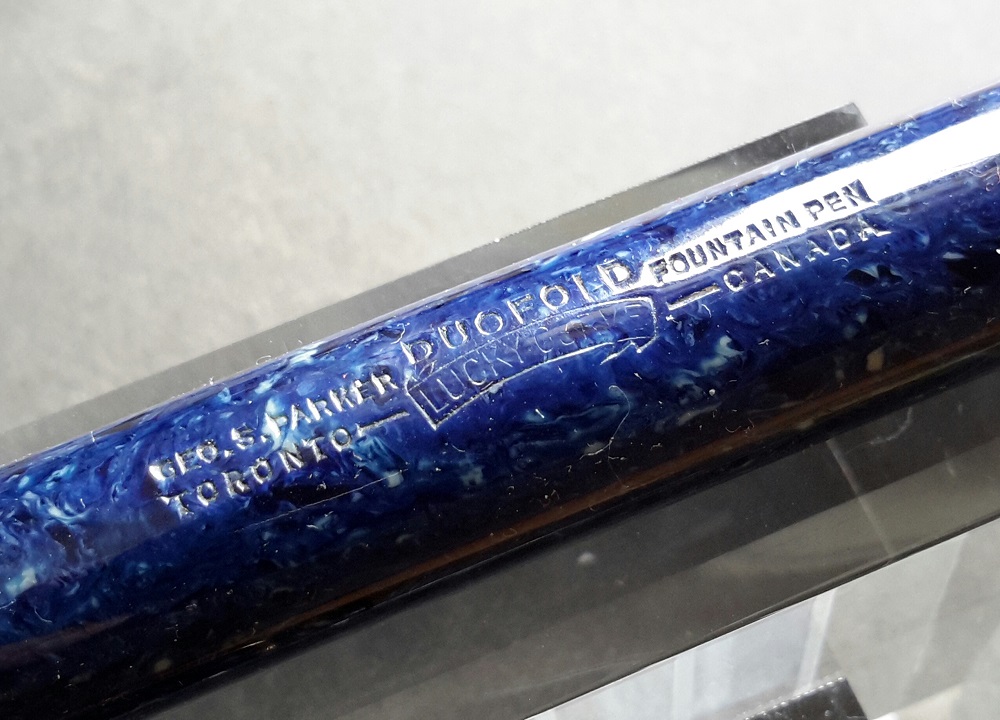 GEO. S. PARKER DUOFOLD FOUNTAIN PEN
TORONTO— LUCKY CURVE —CANADA